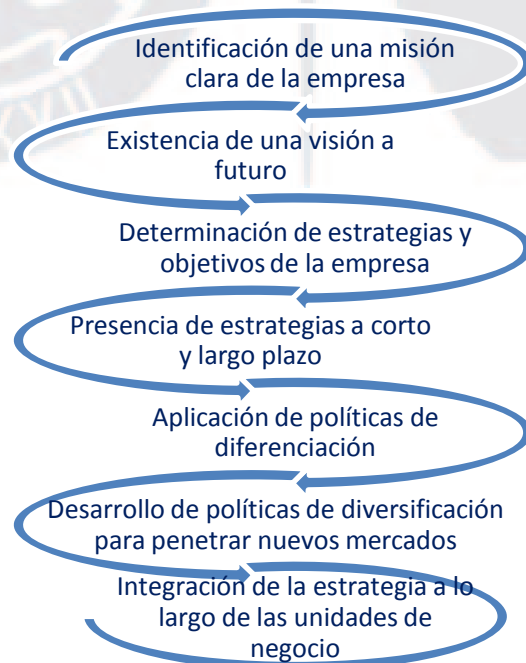 Identificación de una misión
clara de la empresa
Existencia de una visión a
futuro
Determinación de estrategias y
objetivos de la empresa
Presencia de estrategias a corto
y largo plazo
Aplicación de políticas de
diferenciación
Desarrollo de políticas de diversificación
para penetrar nuevos mercados
Integración de la estrategia a lo
largo de las unidades de
negocio